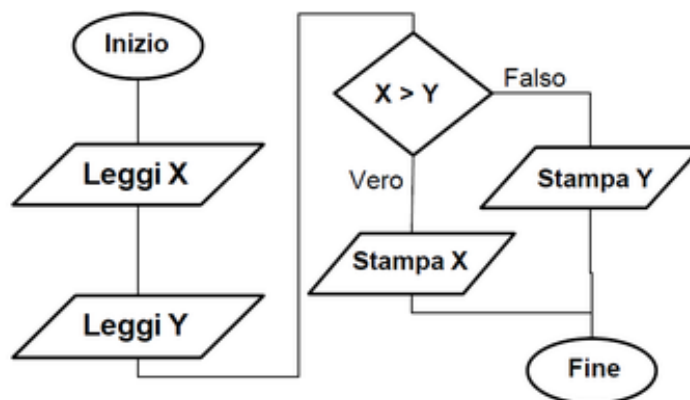 Inizio
Leggi X
Leggi Y
X > Y
Falso
Vero
Stampa Y
Stampa X
Fine